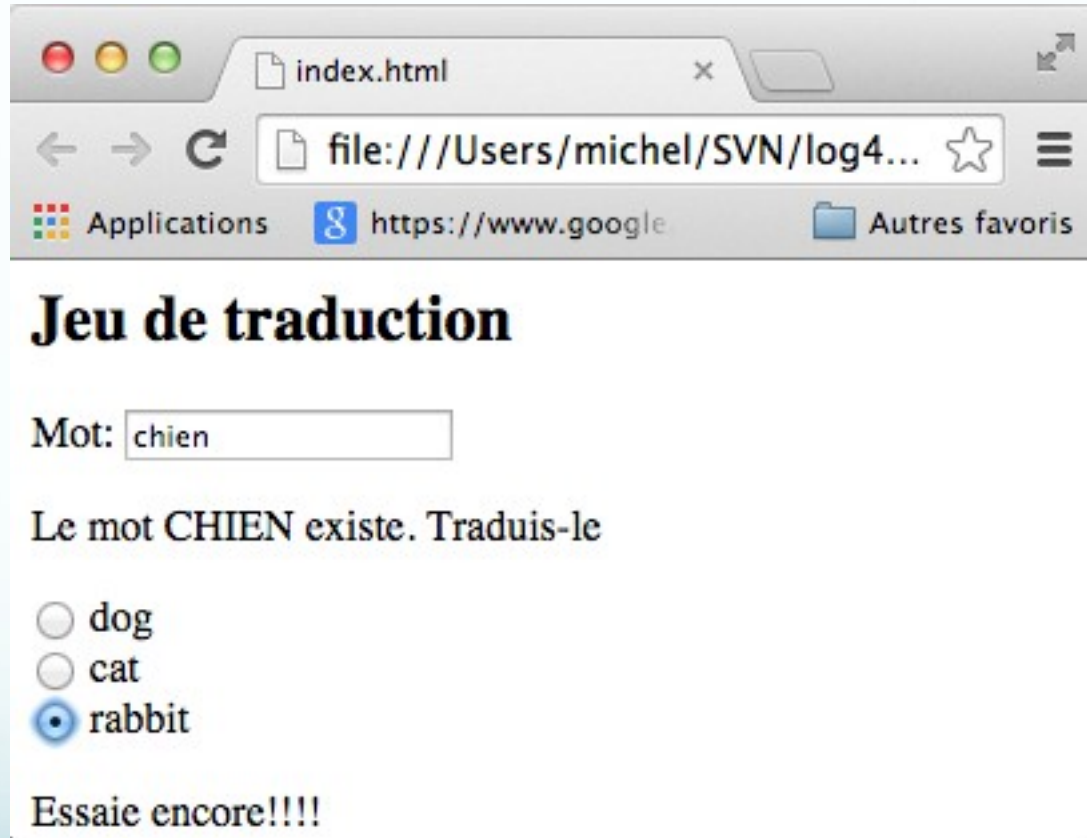 index.html
file:///Users/michel/SVN/log4...
Applications https://www.google. Autres favoris
Jeu de traduction
Mot: chien
Le mot CHIEN existe. Traduis-le
dog
cat
rabbit
Essaie encore!!!!